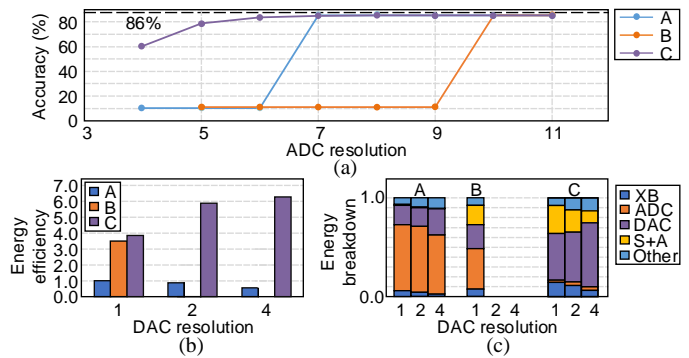 86%
Accuracy (%)
80
60
40
20
0
3 5 7 9 11
ADC resolution
A
B
C
(a)
Energy
efficiency
7.0
6.0
5.0
4.0
3.0
2.0
1.0
0.0
A
B
C
1 2 4
DAC resolution
(b)
Energy
breakdown
1.0
0.0
A B C
1 2 4 1 2 4 1 2 4
DAC resolution
XB
ADC
DAC
S+A
Other
(c)